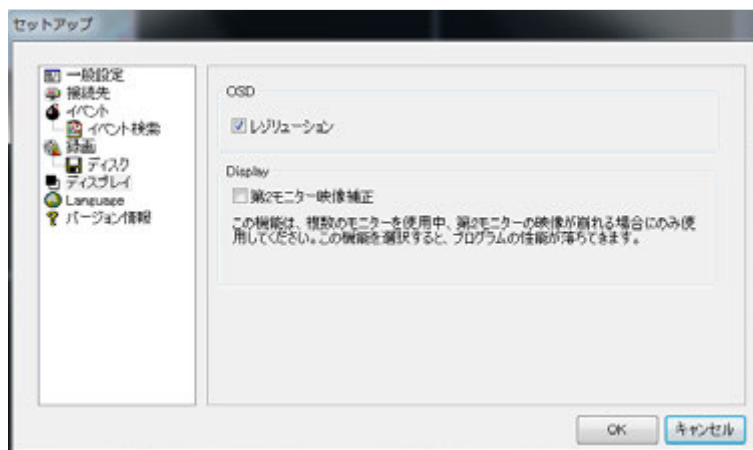 セットアップ
一般設定
接続先
イベント
イベント検索
録画
ディスク
ディスプレイ
Language
バージョン情報
OSD
レゾリューション
Display
第2モニター映像補正
この機能は、複数のモニターを使用中、第2モニターの映像が崩れる場合にのみ使
用してください。この機能を選択すると、プログラムの性能が落ちてきます。
OK
キャンセル